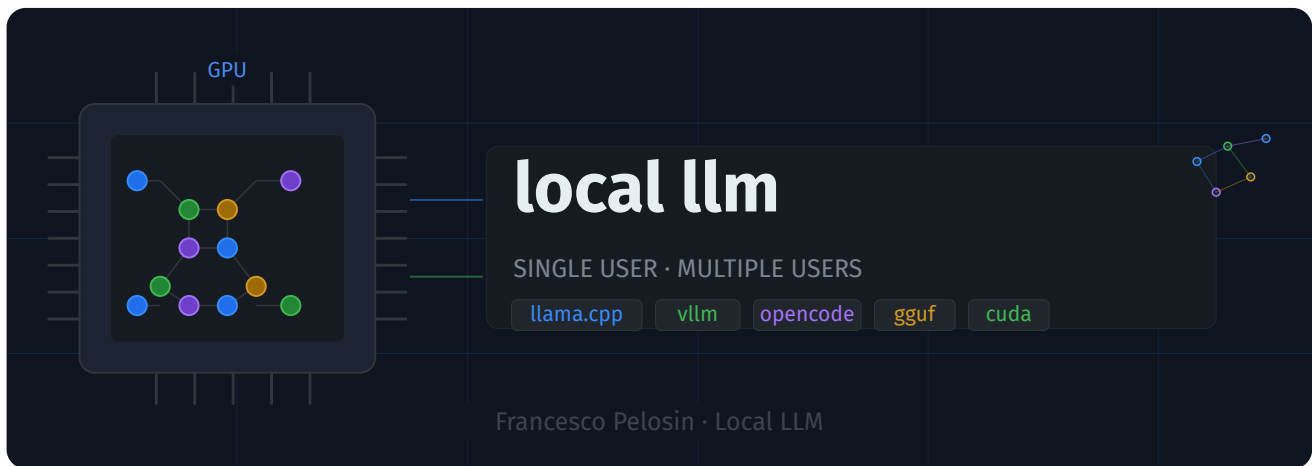 GPU
local llm
SINGLE USER · MULTIPLE USERS
llama.cpp vllm opencode gguf cuda
Francesco Pelosin · Local LLM